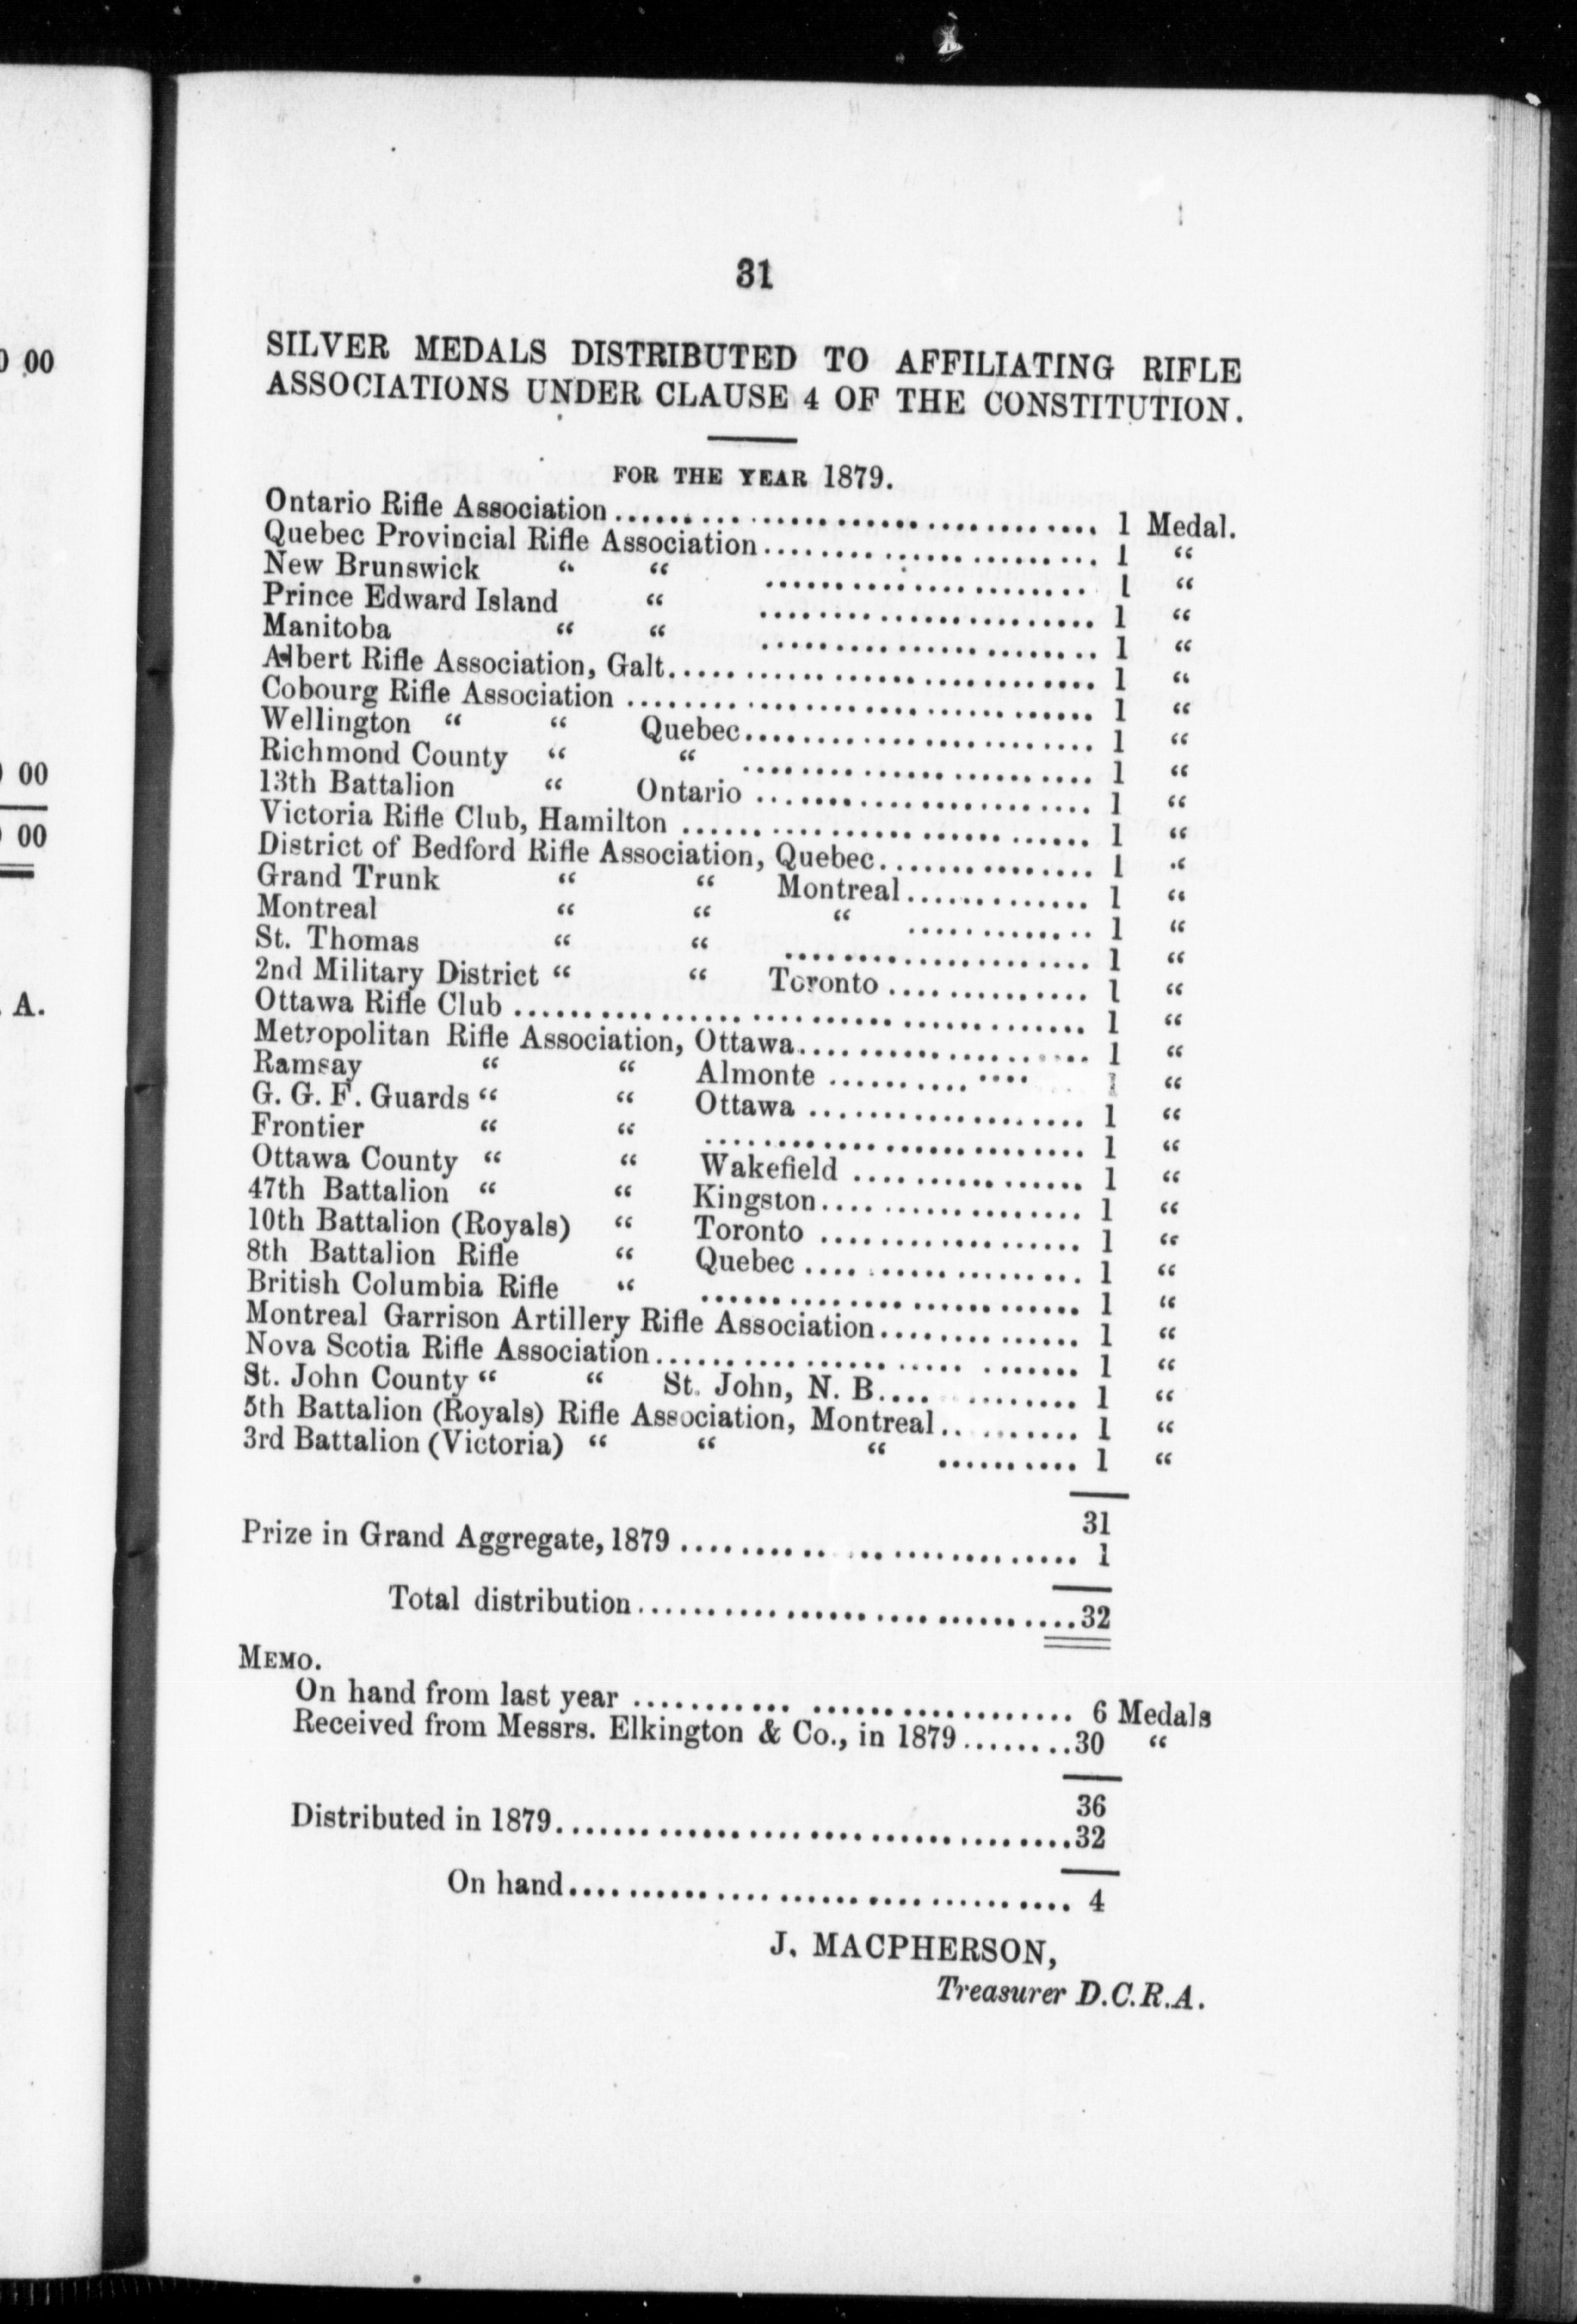 0 00
0 00
0 00
A.
31
SILVER MEDALS DISTRIBUTED TO AFFILIATING RIFLE
ASSOCIATIONS UNDER CLAUSE 4 OF THE CONSTITUTION.
FOR THE YEAR 1879.
Ontario Rifle Association.......................................... 1 Medal.
Quebec Provincial Rifle Association............................ 1 “
New Brunswick “ “ ............................ 1 “
Prince Edward Island “ ............................ 1 “
Manitoba “ “ ............................ 1 “
Albert Rifle Association, Galt.................................... 1 “
Cobourg Rifle Association ........................................ 1 “
Wellington “ “ Quebec.............................. 1 “
Richmond County “ “ .............................. 1 “
13th Battalion “ Ontario .............................. 1 “
Victoria Rifle Club, Hamilton .................................. 1 “
District of Bedford Rifle Association, Quebec.................. 1 “
Grand Trunk “ “ Montreal............... 1 “
Montreal “ “ “ ............... 1 “
St. Thomas “ “ .......................... 1 “
2nd Military District “ “ Toronto ................. 1 “
Ottawa Rifle Club ................................................ 1 “
Metropolitan Rifle Association, Ottawa......................... 1 “
Ramsay “ “ Almonte .............. 1 “
G. G. F. Guards “ “ Ottawa ........................ 1 “
Frontier “ “ ................................ 1 “
Ottawa County “ “ Wakefield .................... 1 “
47th Battalion “ “ Kingston...................... 1 “
10th Battalion (Royals) “ Toronto ...................... 1 “
8th Battalion Rifle “ Quebec ....................... 1 “
British Columbia Rifle “ ................................ 1 “
Montreal Garrison Artillery Rifle Association................. 1 “
Nova Scotia Rifle Association.................................... 1 “
St. John County “ “ St. John, N. B............. 1 “
5th Battalion (Royals) Rifle Association, Montreal........... 1 “
3rd Battalion (Victoria) “ “ “ .......... 1 “
31
Prize in Grand Aggregate, 1879 ................................. 1
Total distribution......................................32
MEMO.
On hand from last year ................................. 6 Medals
Received from Messrs. Elkington & Co., in 1879.........30 “
36
Distributed in 1879..............................................32
On hand.......................................... 4
J. MACPHERSON,
Treasurer D.C.R.A.